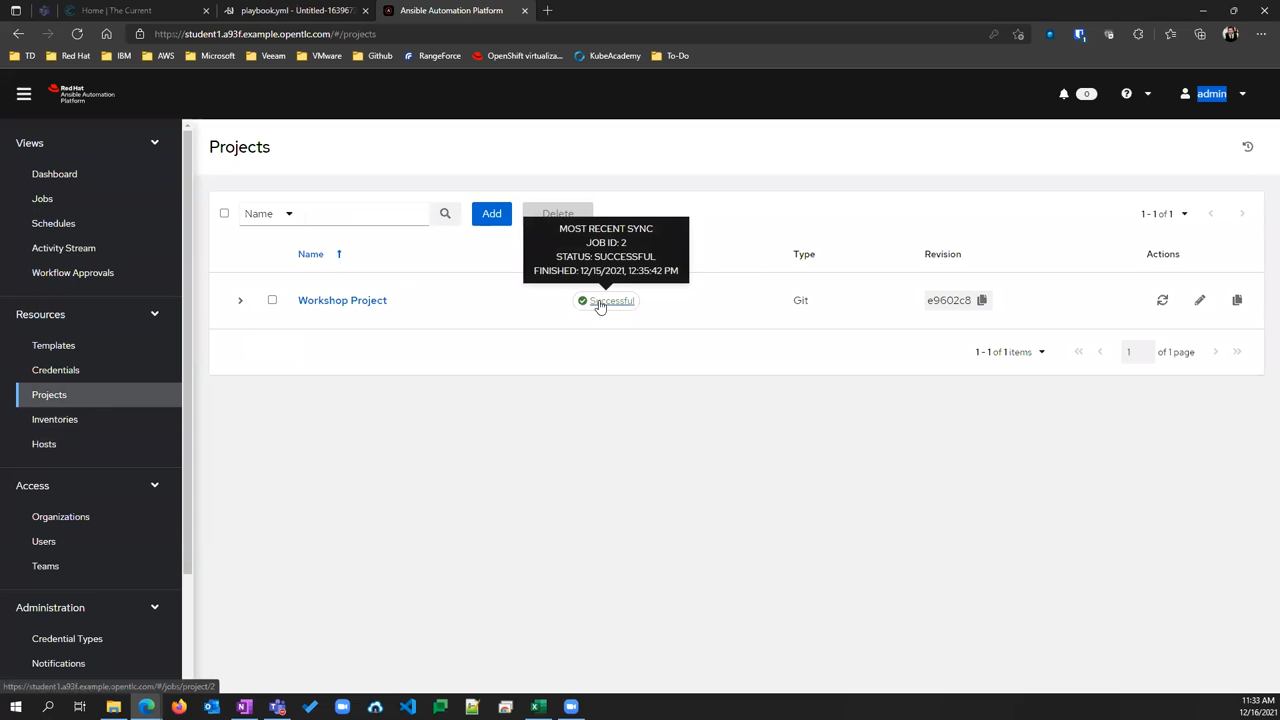 Home | The Current
playbook.yml - Untitled-163967
Ansible Automation Platform
https://student1.a93f.example.opentlc.com/#/projects
TD
Red Hat
IBM
AWS
Microsoft
Veeam
VMware
Github
RangeForce
OpenShift virtualiza...
KubeAcademy
To-Do
Red Hat
Ansible Automation
Platform
0
admin
Views
Dashboard
Jobs
Schedules
Activity Stream
Workflow Approvals
Resources
Templates
Credentials
Projects
Inventories
Hosts
Access
Organizations
Users
Teams
Administration
Credential Types
Notifications
Projects
Name
Add
Delete
1 - 1 of 1
MOST RECENT SYNC
JOB ID: 2
STATUS: SUCCESSFUL
FINISHED: 12/15/2021, 12:35:42 PM
Name
Type
Revision
Actions
Workshop Project
Successful
Git
e9602c8
1 - 1 of 1 items
1
of 1 page
https://student1.a93f.example.opentlc.com/#/jobs/project/2
11:33 AM
12/16/2021